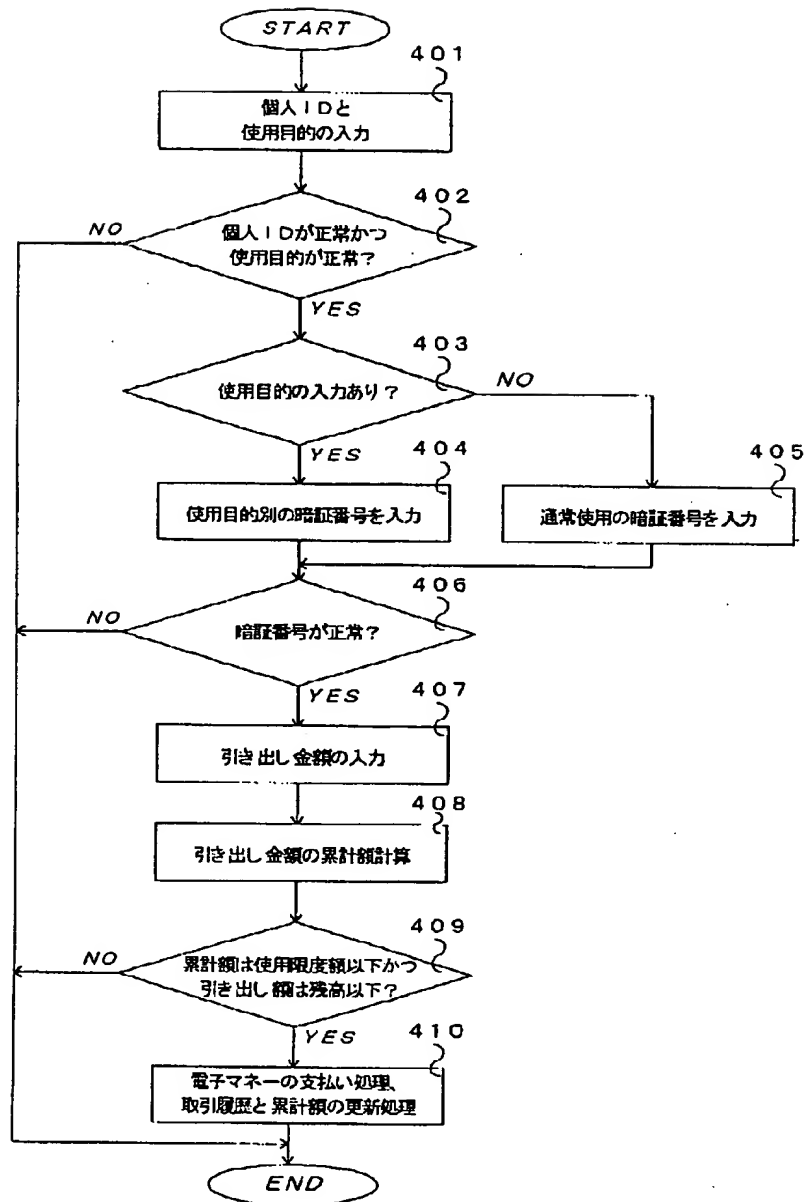 START
401
個人IDと
使用目的の入力
402
NO
個人IDが正常かつ
使用目的が正常?
YES
403
使用目的の入力あり?
NO
YES
404
使用目的別の暗証番号を入力
405
通常使用の暗証番号を入力
406
NO
暗証番号が正常?
YES
407
引き出し金額の入力
408
引き出し金額の累計額計算
409
NO
累計額は使用限度額以下かつ
引き出し額は残高以下?
YES
410
電子マネーの支払い処理、
取引履歴と累計額の更新処理
END